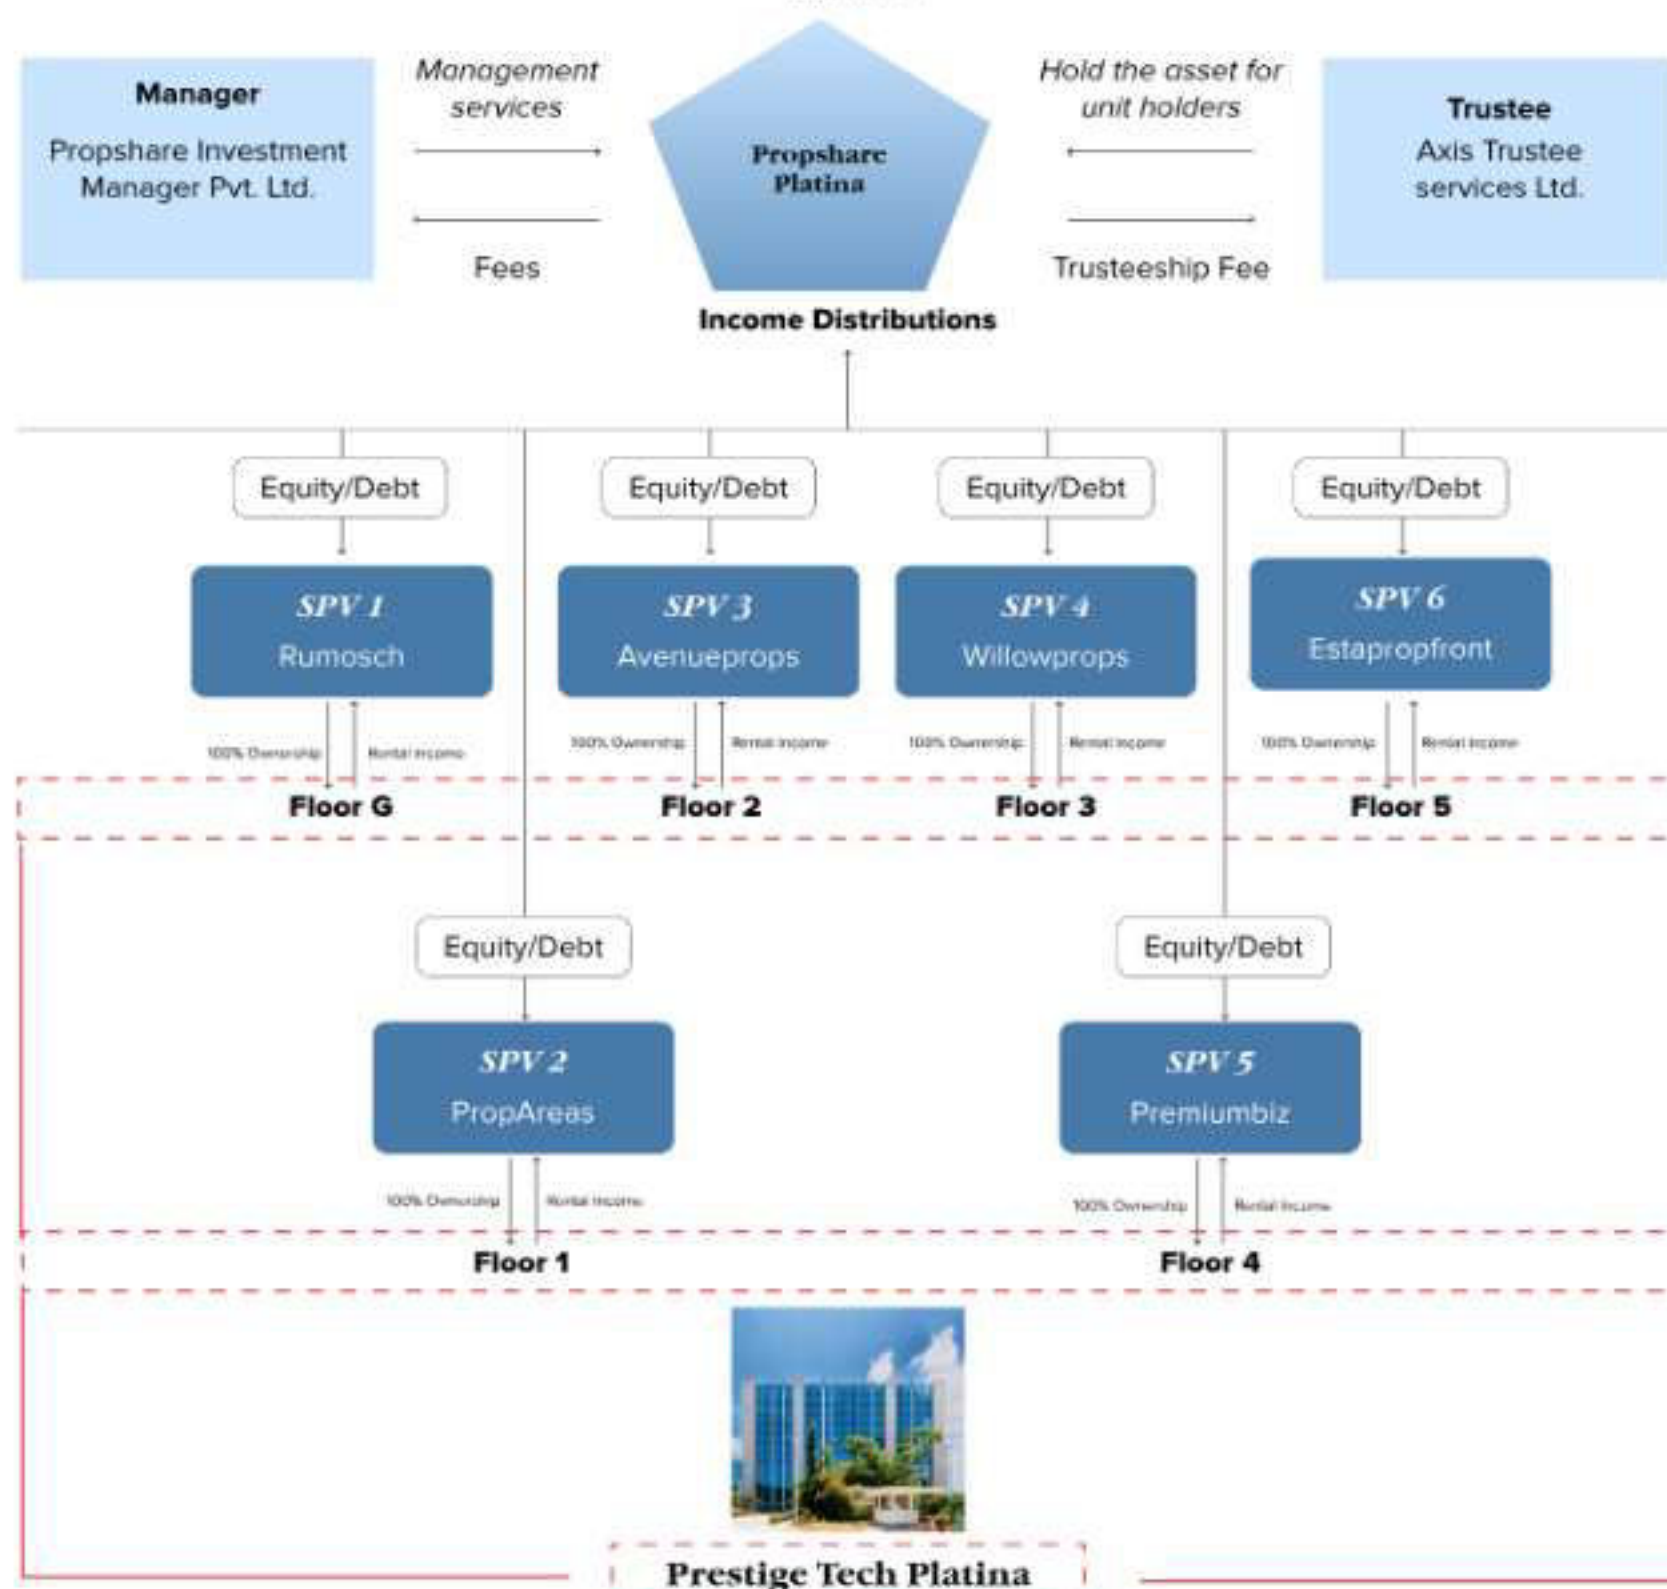 Manager
Propshare Investment
Manager Pvt. Ltd.
Management
services
Fees
Propshare
Platina
Hold the asset for
unit holders
Trusteeship Fee
Trustee
Axis Trustee
services Ltd.
Income Distributions
Equity/Debt
Equity/Debt
Equity/Debt
Equity/Debt
SPV 1
Rumosch
SPV 3
Avenueprops
SPV 4
Willowprops
SPV 6
Estapropfront
100% Ownership
Rental Income
100% Ownership
Rental Income
100% Ownership
Rental Income
100% Ownership
Rental Income
Floor G
Floor 2
Floor 3
Floor 5
Equity/Debt
Equity/Debt
SPV 2
PropAreas
SPV 5
Premiumbiz
100% Ownership
Rental Income
100% Ownership
Rental Income
Floor 1
Floor 4
Prestige Tech Platina